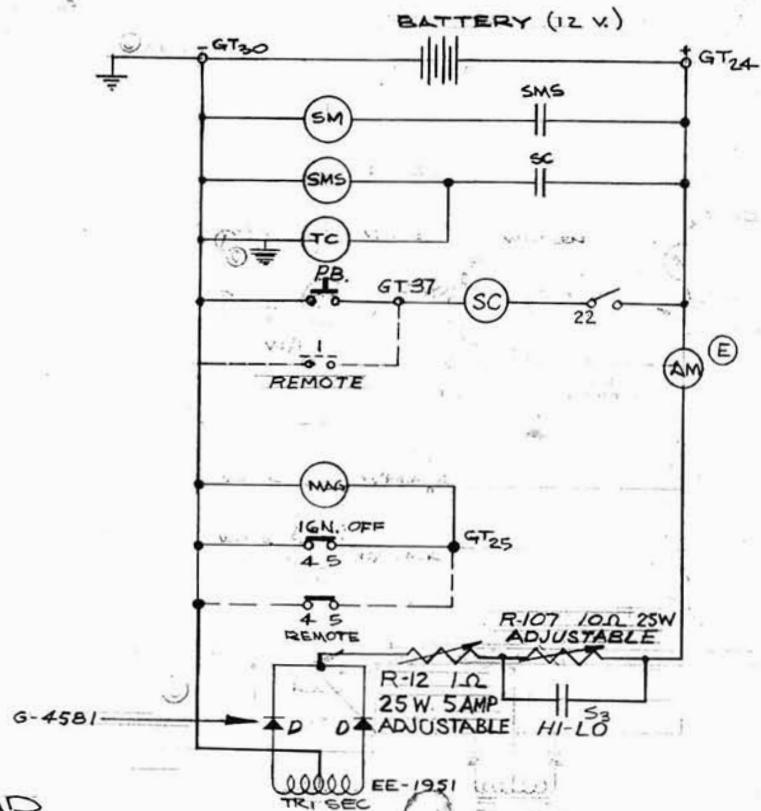 BATTERY (12 V.)
- GT30
+ GT24
SM
SMS
SMS
SC
TC
P.B.
GT37
SC
22
REMOTE
AM
E
MAG
IGN. OFF
4 5
GT25
4 5
REMOTE
R-107 10Ω 25W
ADJUSTABLE
R-12 1Ω
25 W 5 AMP
ADJUSTABLE
S3
HI-LO
G-4581
D
D
EE-1951
TRI SEC